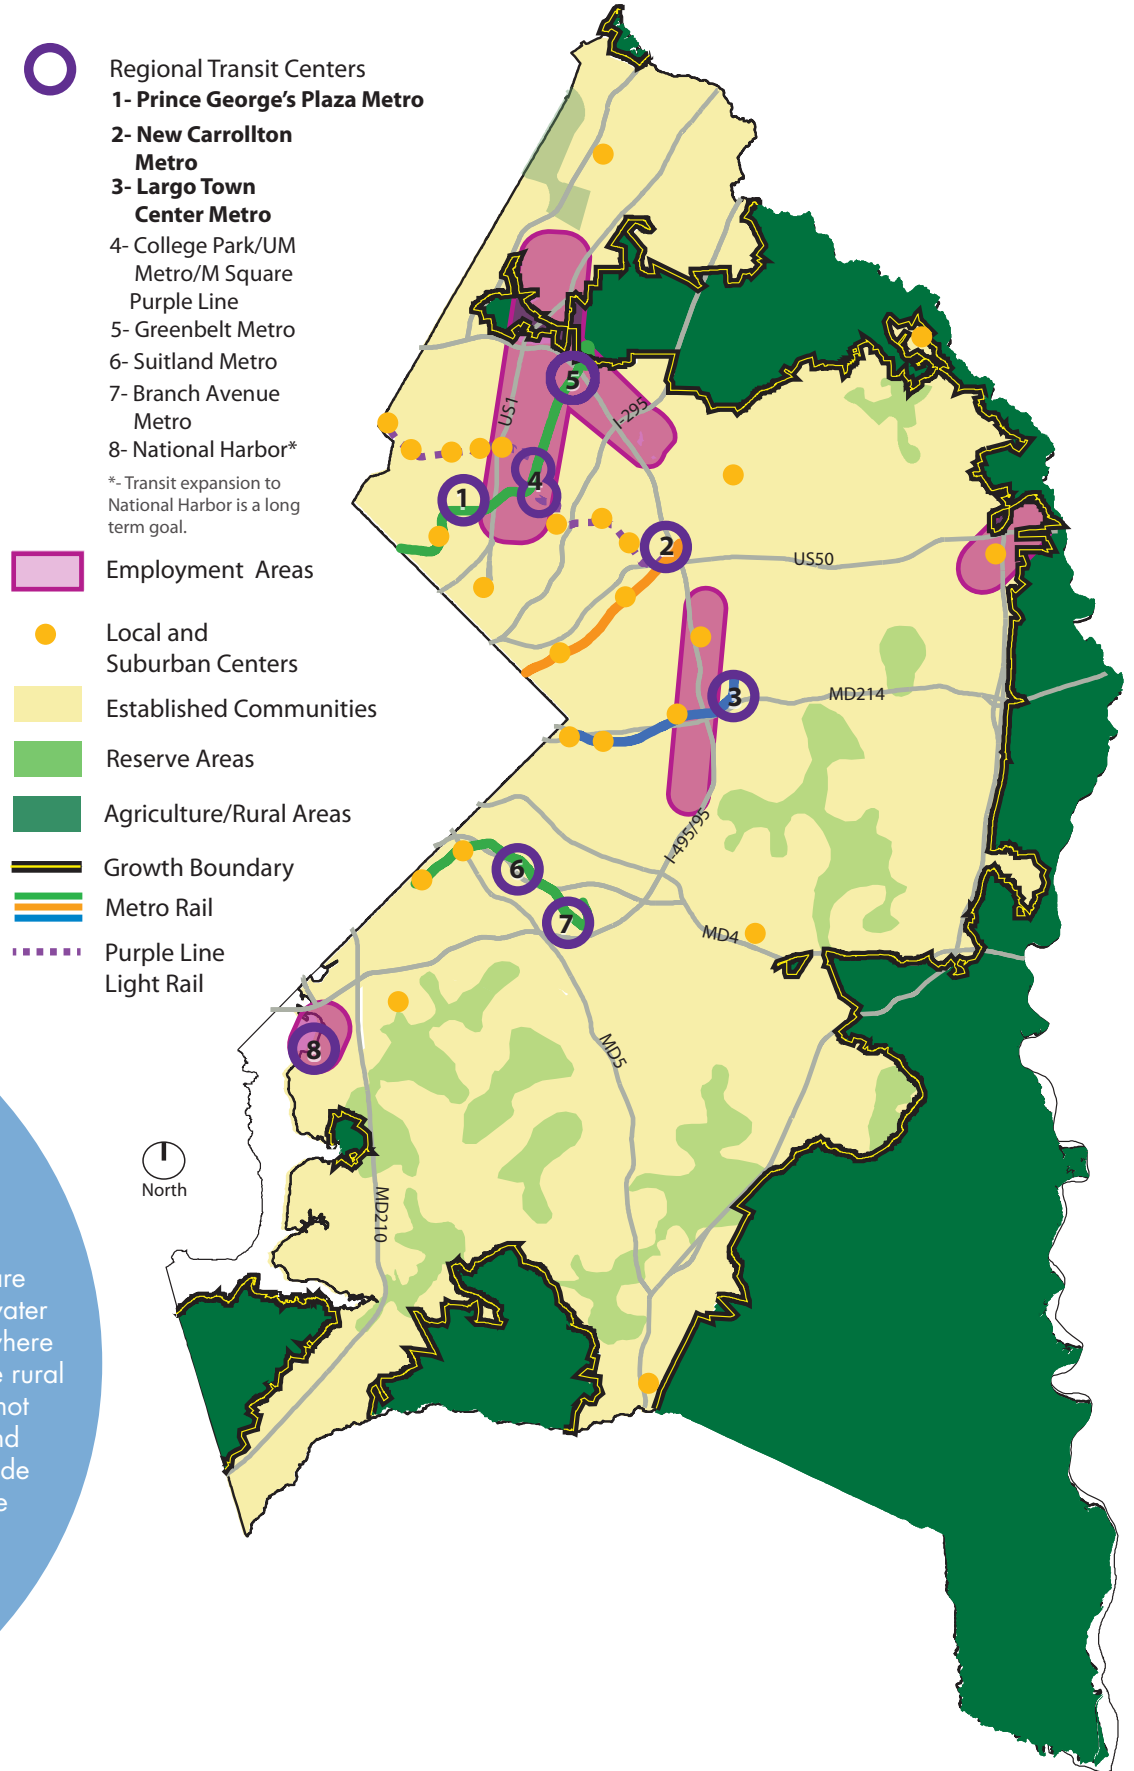 Regional Transit Centers
1- Prince George's Plaza Metro
2- New Carrollton
Metro
3- Largo Town
Center Metro
4- College Park/UM
Metro/M Square
Purple Line
5- Greenbelt Metro
6- Suitland Metro
7- Branch Avenue
Metro
8- National Harbor*
*- Transit expansion to
National Harbor is a long
term goal.
Employment Areas
Local and
Suburban Centers
Established Communities
Reserve Areas
Agriculture/Rural Areas
Growth Boundary
Metro Rail
Purple Line
Light Rail
5
US1
I-295
4
1
2
US50
3
MD214
I-495/95
6
7
MD4
8
MD5
North
MD210
where
rural
not